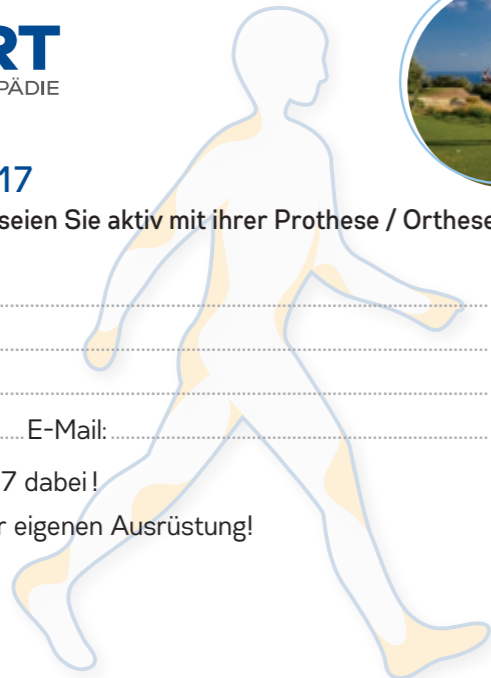 RT
PÄDIE
17
seien Sie aktiv mit ihrer Prothese / Orthese
E-Mail:
7 dabei!
r eigenen Ausrüstung!